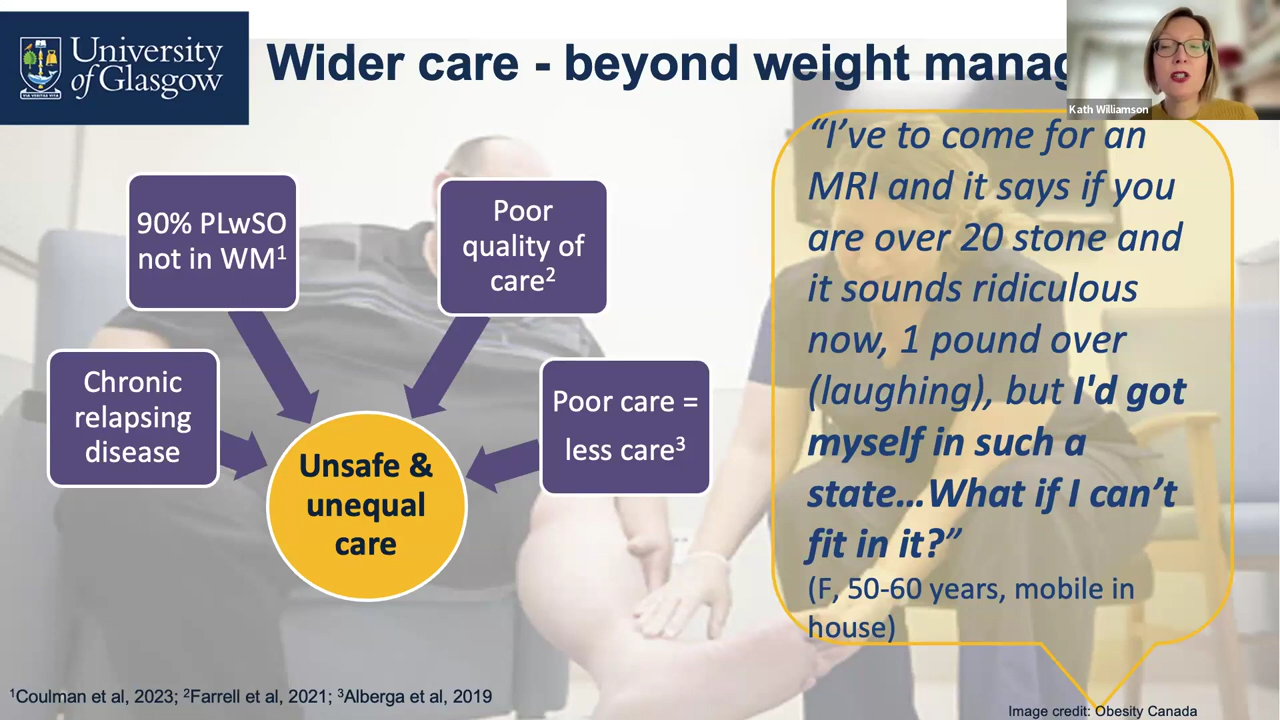 University
of Glasgow
VIA VERITAS VITA
Wider care - beyond weight manag
Kath Williamson
90% PLwSO
not in WM¹
Poor
quality of
care²
Chronic
relapsing
disease
Poor care =
less care³
Unsafe &
unequal
care
“I’ve to come for an
MRI and it says if you
are over 20 stone and
it sounds ridiculous
now, 1 pound over
(laughing), but I'd got
myself in such a
state…What if I can’t
fit in it?”
(F, 50-60 years, mobile in
house)
¹Coulman et al, 2023; ²Farrell et al, 2021; ³Alberga et al, 2019
Image credit: Obesity Canada